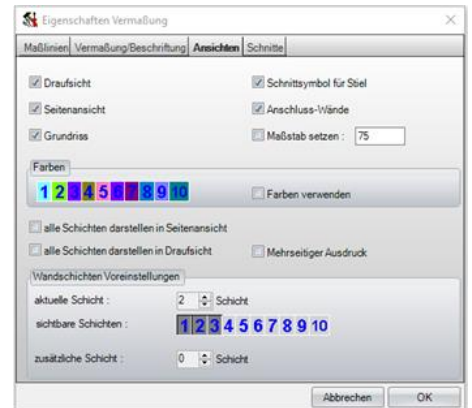 Eigenschaften Vermaßung
Maßlinien Vermaßung/Beschriftung Ansichten Schnitte
Draufsicht Schnittsymbol für Stiel
Seitenansicht Anschluss-Wände
Grundriss Maßstab setzen : 75
Farben
1 2 3 4 5 6 7 8 9 10 Farben verwenden
alle Schichten darstellen in Seitenansicht
alle Schichten darstellen in Draufsicht Mehrseitiger Ausdruck
Wandschichten Voreinstellungen
aktuelle Schicht : 2 Schicht
sichtbare Schichten : 1 2 3 4 5 6 7 8 9 10
zusätzliche Schicht : 0 Schicht
Abbrechen OK